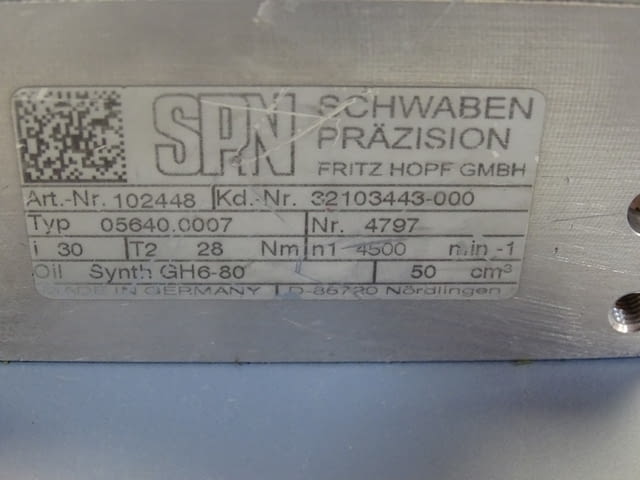 SPN
SCHWABEN
PRÄZISION
FRITZ HOPF GMBH
Art.-Nr. 102448 Kd.-Nr. 32103443-000
Typ 05640.0007 Nr. 4797
i 30 T2 28 Nm n1 4500 min -1
Oil Synth GH6-80 50 cm³
MADE IN GERMANY D-86720 Nördlingen